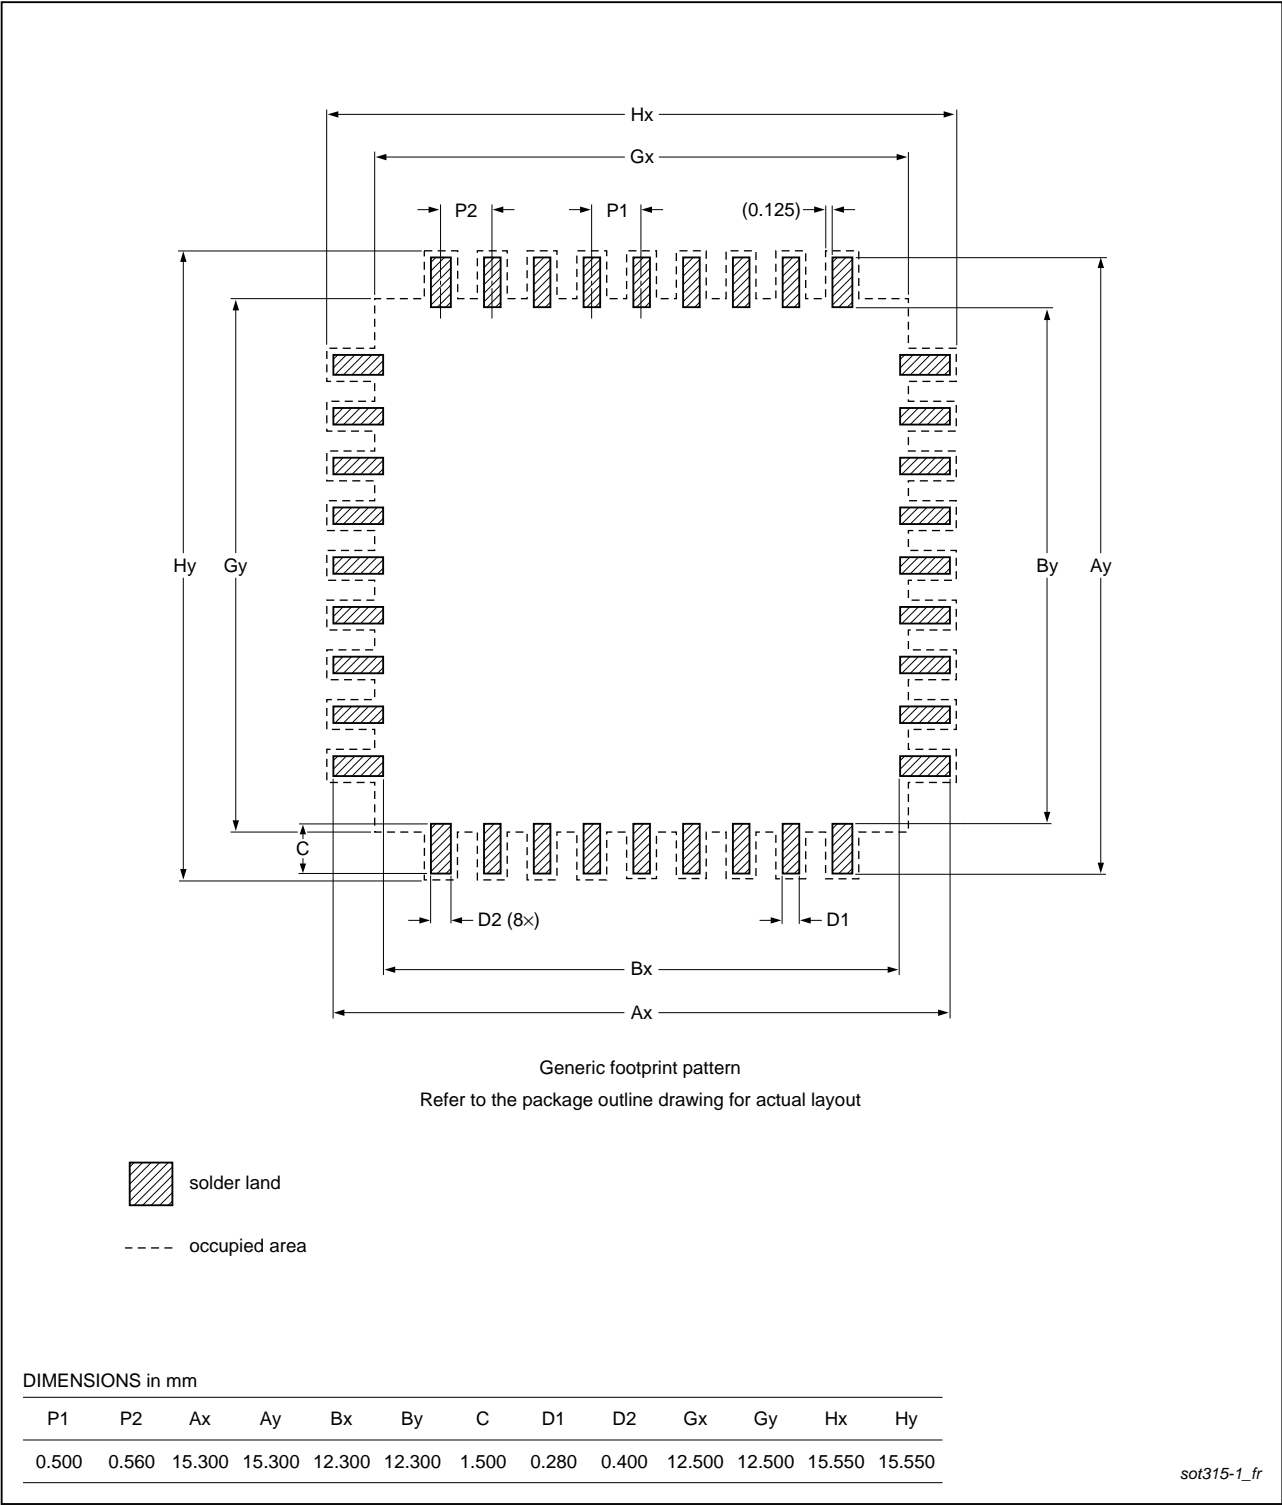 Hx
Gx
P2 P1 (0.125)
Hy Gy By Ay
C
D2 (8×) D1
Bx
Ax
Generic footprint pattern
Refer to the package outline drawing for actual layout
solder land
occupied area
DIMENSIONS in mm
P1 P2 Ax Ay Bx By C D1 D2 Gx Gy Hx Hy
0.500 0.560 15.300 15.300 12.300 12.300 1.500 0.280 0.400 12.500 12.500 15.550 15.550
sot315-1_fr